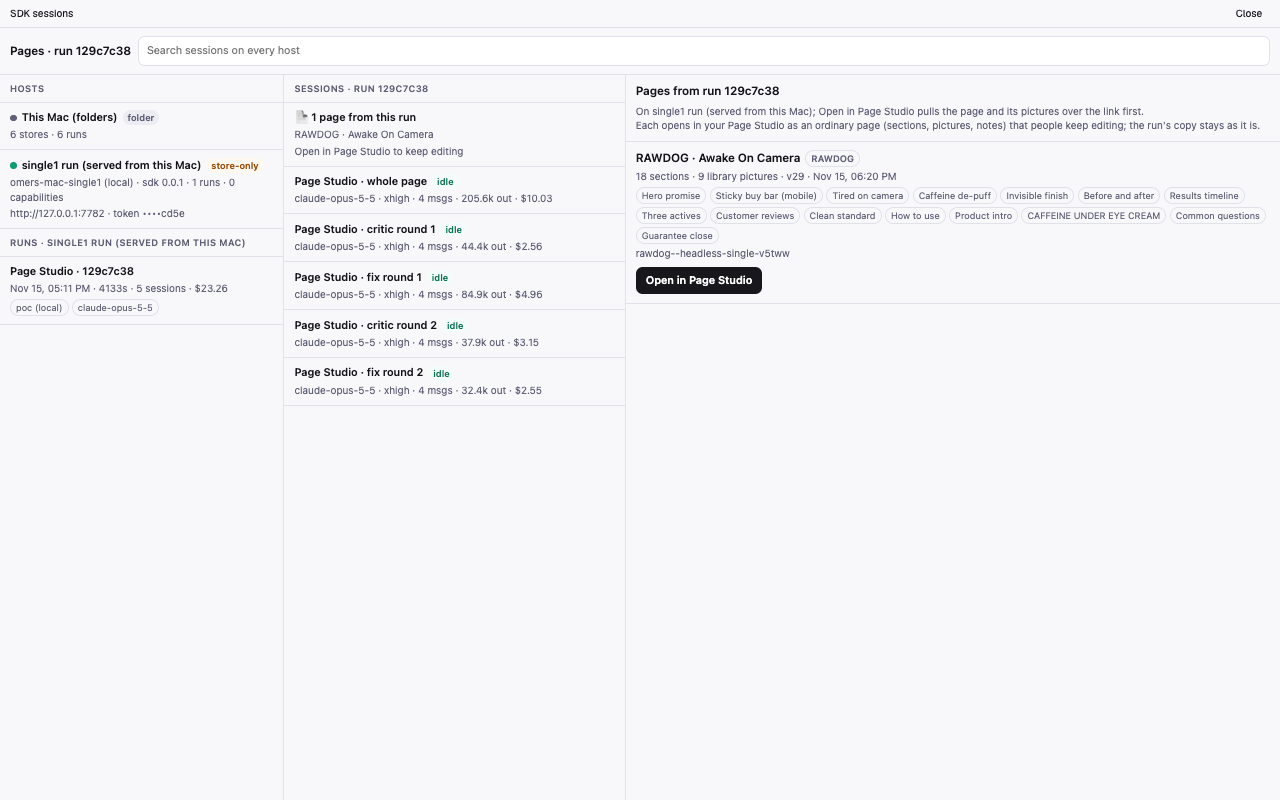 SDK sessions
Close
Pages · run 129c7c38
Search sessions on every host
HOSTS
This Mac (folders) folder
6 stores · 6 runs
single1 run (served from this Mac) store-only
omers-mac-single1 (local) · sdk 0.0.1 · 1 runs · 0
capabilities
http://127.0.0.1:7782 · token ••••cd5e
RUNS · SINGLE1 RUN (SERVED FROM THIS MAC)
Page Studio · 129c7c38
Nov 15, 05:11 PM · 4133s · 5 sessions · $23.26
poc (local) claude-opus-5-5
SESSIONS · RUN 129C7C38
1 page from this run
RAWDOG · Awake On Camera
Open in Page Studio to keep editing
Page Studio · whole page idle
claude-opus-5-5 · xhigh · 4 msgs · 205.6k out · $10.03
Page Studio · critic round 1 idle
claude-opus-5-5 · xhigh · 4 msgs · 44.4k out · $2.56
Page Studio · fix round 1 idle
claude-opus-5-5 · xhigh · 4 msgs · 84.9k out · $4.96
Page Studio · critic round 2 idle
claude-opus-5-5 · xhigh · 4 msgs · 37.9k out · $3.15
Page Studio · fix round 2 idle
claude-opus-5-5 · xhigh · 4 msgs · 32.4k out · $2.55
Pages from run 129c7c38
On single1 run (served from this Mac); Open in Page Studio pulls the page and its pictures over the link first.
Each opens in your Page Studio as an ordinary page (sections, pictures, notes) that people keep editing; the run's copy stays as it is.
RAWDOG · Awake On Camera RAWDOG
18 sections · 9 library pictures · v29 · Nov 15, 06:20 PM
Hero promise Sticky buy bar (mobile) Tired on camera Caffeine de-puff Invisible finish Before and after Results timeline
Three actives Customer reviews Clean standard How to use Product intro CAFFEINE UNDER EYE CREAM Common questions
Guarantee close
rawdog--headless-single-v5tww
Open in Page Studio